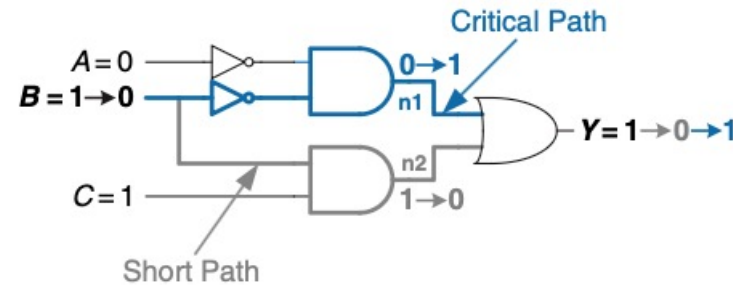 Critical Path
A=0
0→1
B=1→0
n1
Y=1→0→1
n2
C=1
1→0
Short Path